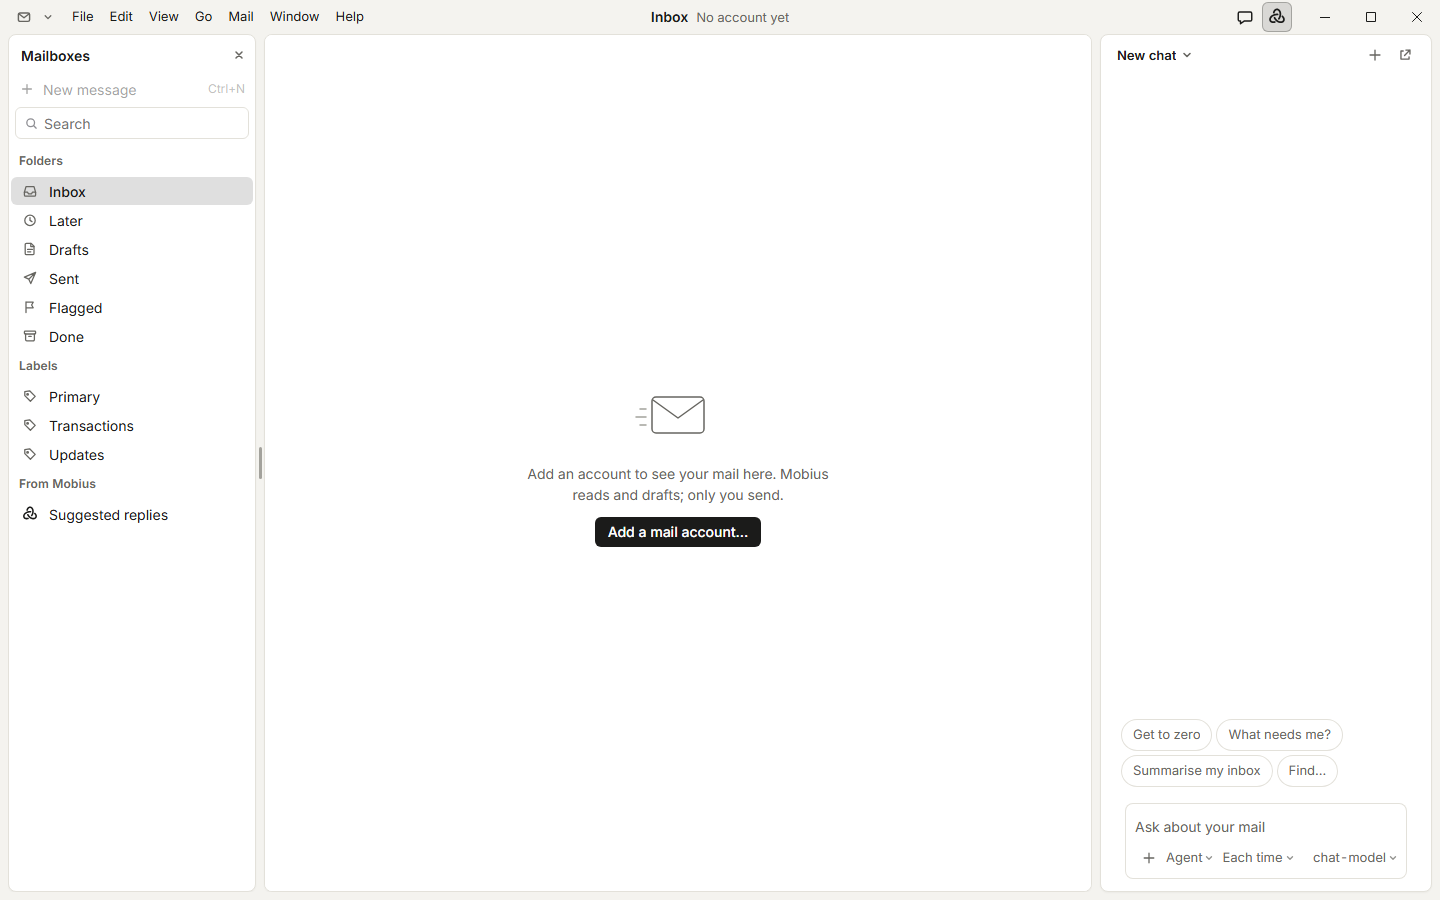 File Edit View Go Mail Window Help
Inbox No account yet
Mailboxes
New message Ctrl+N
Search
Folders
Inbox
Later
Drafts
Sent
Flagged
Done
Labels
Primary
Transactions
Updates
From Mobius
Suggested replies
Add an account to see your mail here. Mobius
reads and drafts; only you send.
Add a mail account...
New chat
Get to zero What needs me?
Summarise my inbox Find...
Ask about your mail
Agent Each time chat-model